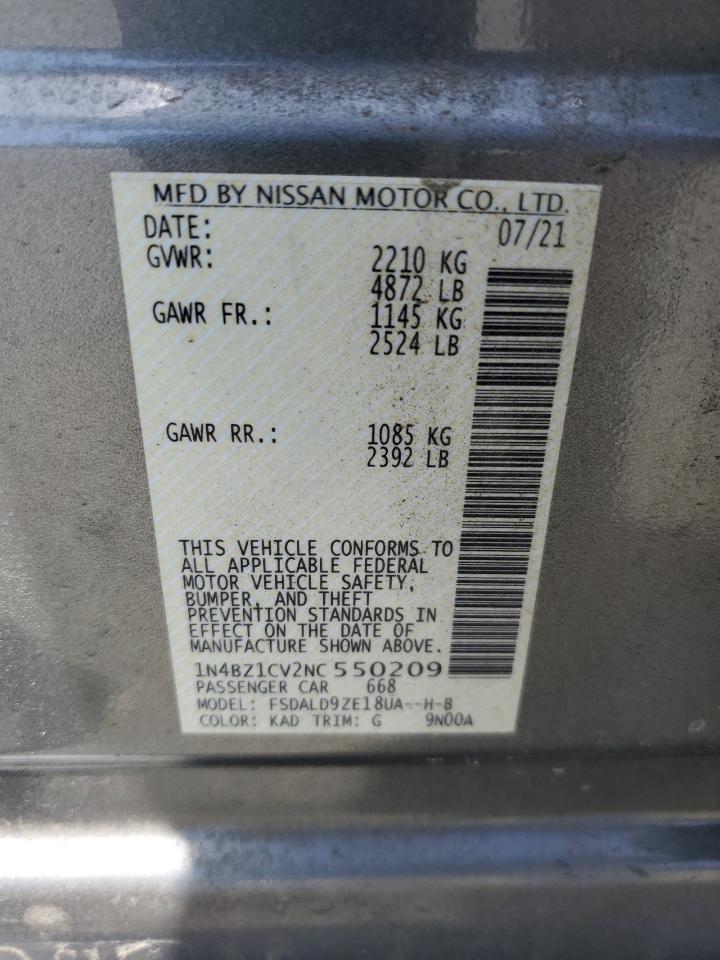 MFD BY NISSAN MOTOR CO., LTD.
DATE: 07/21
GVWR: 2210 KG
4872 LB
GAWR FR.: 1145 KG
2524 LB
GAWR RR.: 1085 KG
2392 LB
THIS VEHICLE CONFORMS TO
ALL APPLICABLE FEDERAL
MOTOR VEHICLE SAFETY,
BUMPER, AND THEFT
PREVENTION STANDARDS IN
EFFECT ON THE DATE OF
MANUFACTURE SHOWN ABOVE.
1N4BZ1CV2NC 550209
PASSENGER CAR 668
MODEL: FSDALD9ZE18UA--H-B
COLOR: KAD TRIM: G 9N00A